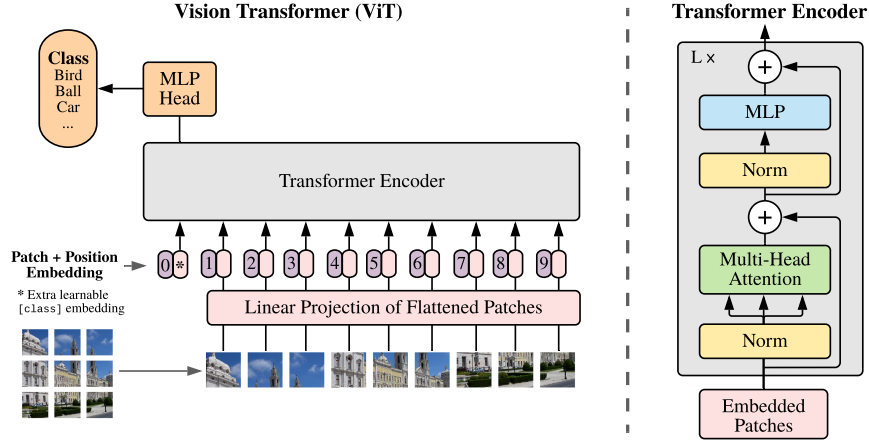 Vision Transformer (ViT)
Class
Bird
Ball
Car
...
MLP
Head
Transformer Encoder
Patch + Position
Embedding
0 * 1 2 3 4 5 6 7 8 9
* Extra learnable
[class] embedding
Linear Projection of Flattened Patches
Transformer Encoder
L ×
+
MLP
Norm
+
Multi-Head
Attention
Norm
Embedded
Patches